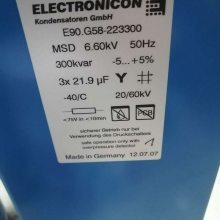 ELECTRONICON
Kondensatoren GmbH
E90.G58-223300
MSD 6.60kV 50Hz
300kvar -5...+5%
3x 21.9 µF Y #
-40/C 20/60kV
<75V in <10min
sicherer Betrieb nur bei
Verwendung des Druckschalters
safe operation only with
overpressure detector
1
Made in Germany 12.07.07